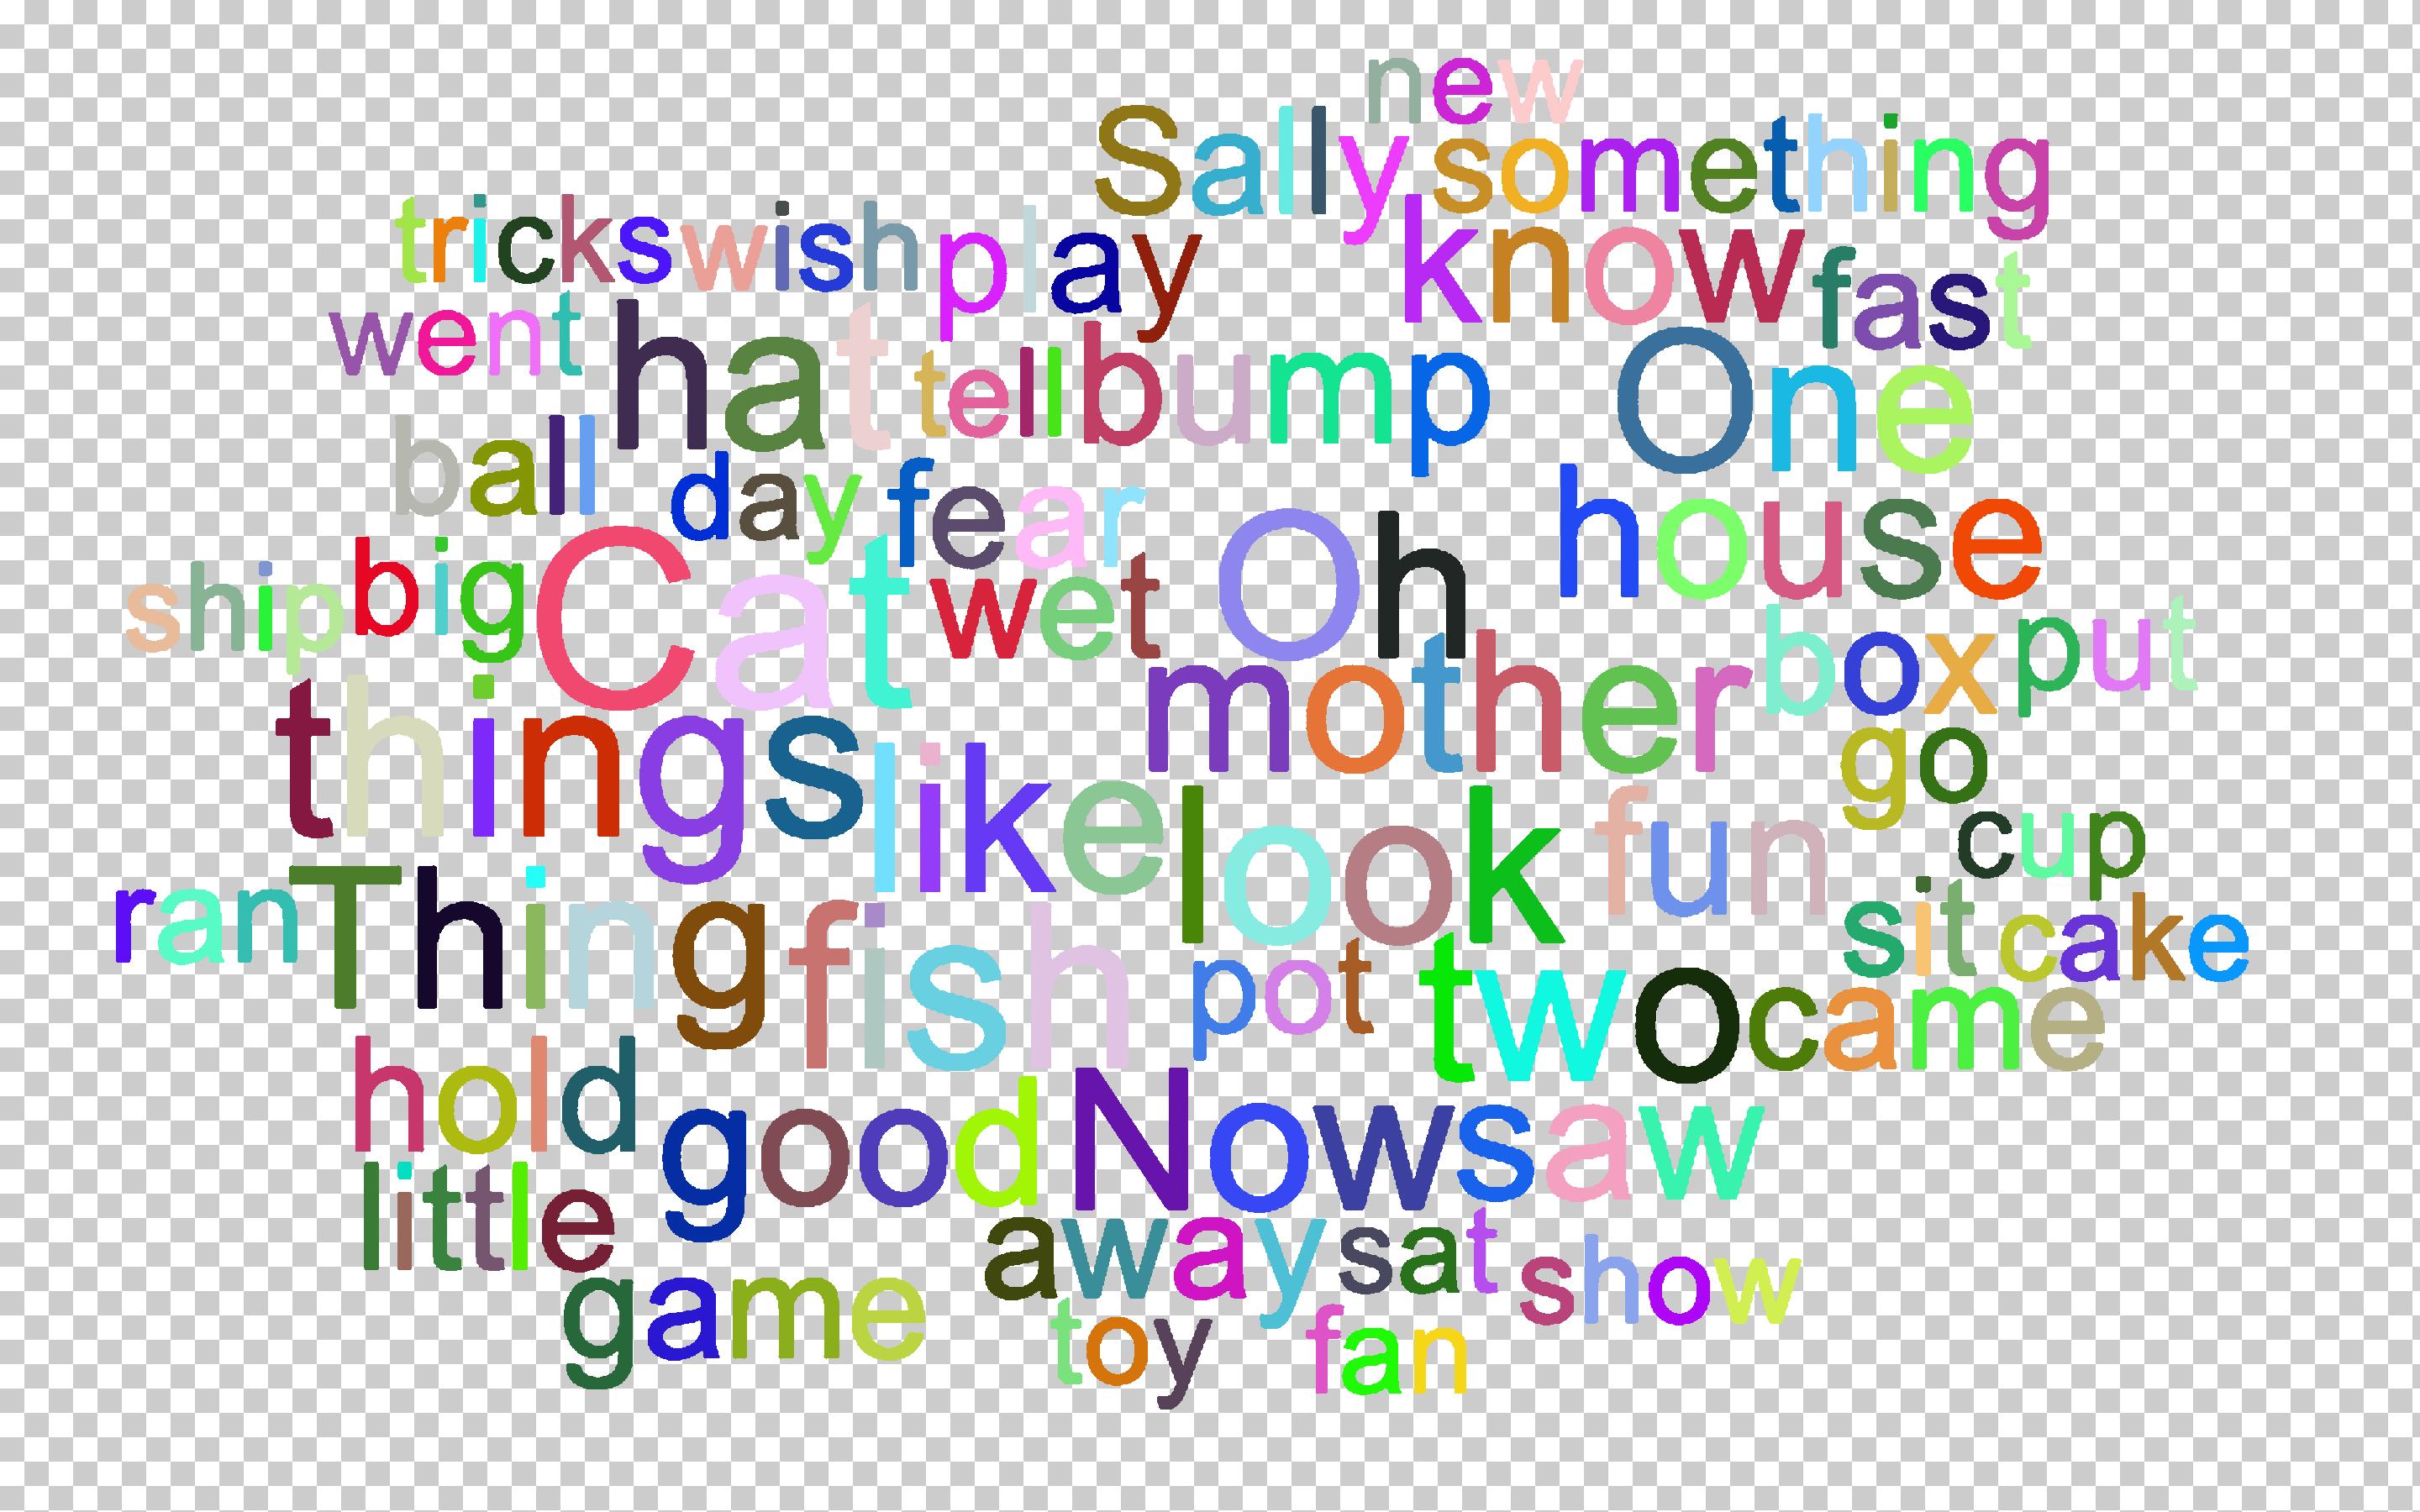 new
Sally something
tricks wish play know fast
went hat tell bump One
ball day fear house
ship big Cat wet Oh
mother box put
things like look fun go
cup
ran Thing fish pot two sit cake
came
hold good Now saw
little away sat show
game toy fan